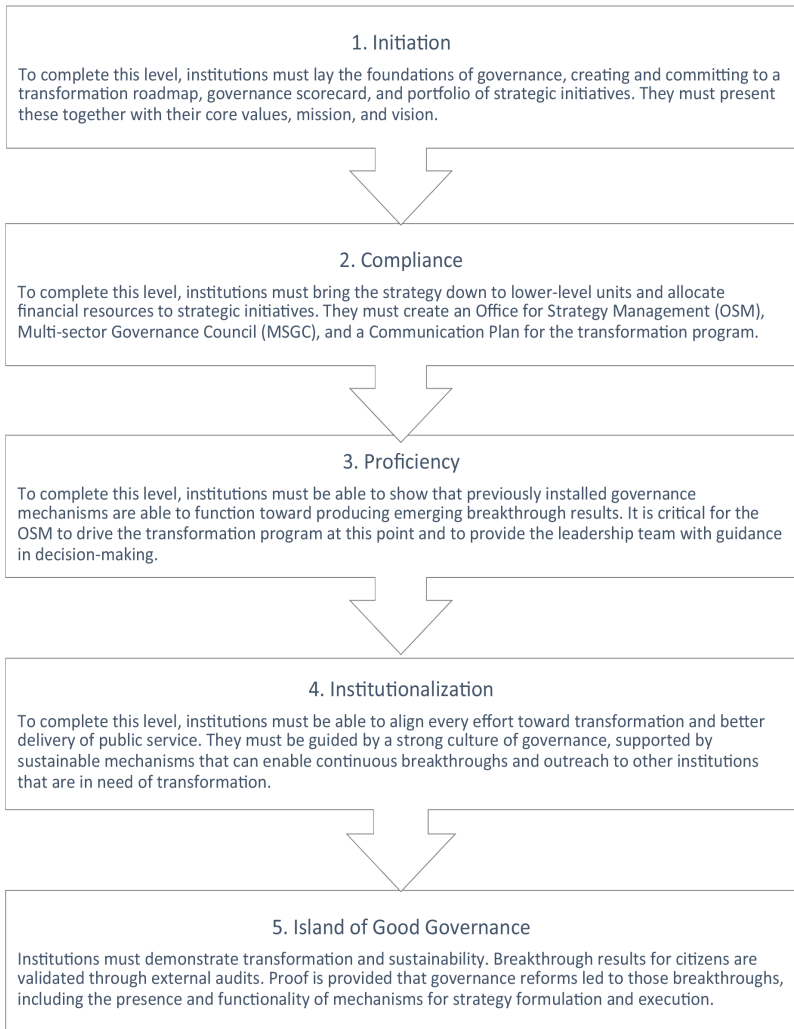 1. Initiation
To complete this level, institutions must lay the foundations of governance, creating and committing to a
transformation roadmap, governance scorecard, and portfolio of strategic initiatives. They must present
these together with their core values, mission, and vision.
2. Compliance
To complete this level, institutions must bring the strategy down to lower-level units and allocate
financial resources to strategic initiatives. They must create an Office for Strategy Management (OSM),
Multi-sector Governance Council (MSGC), and a Communication Plan for the transformation program.
3. Proficiency
To complete this level, institutions must be able to show that previously installed governance
mechanisms are able to function toward producing emerging breakthrough results. It is critical for the
OSM to drive the transformation program at this point and to provide the leadership team with guidance
in decision-making.
4. Institutionalization
To complete this level, institutions must be able to align every effort toward transformation and better
delivery of public service. They must be guided by a strong culture of governance, supported by
sustainable mechanisms that can enable continuous breakthroughs and outreach to other institutions
that are in need of transformation.
5. Island of Good Governance
Institutions must demonstrate transformation and sustainability. Breakthrough results for citizens are
validated through external audits. Proof is provided that governance reforms led to those breakthroughs,
including the presence and functionality of mechanisms for strategy formulation and execution.